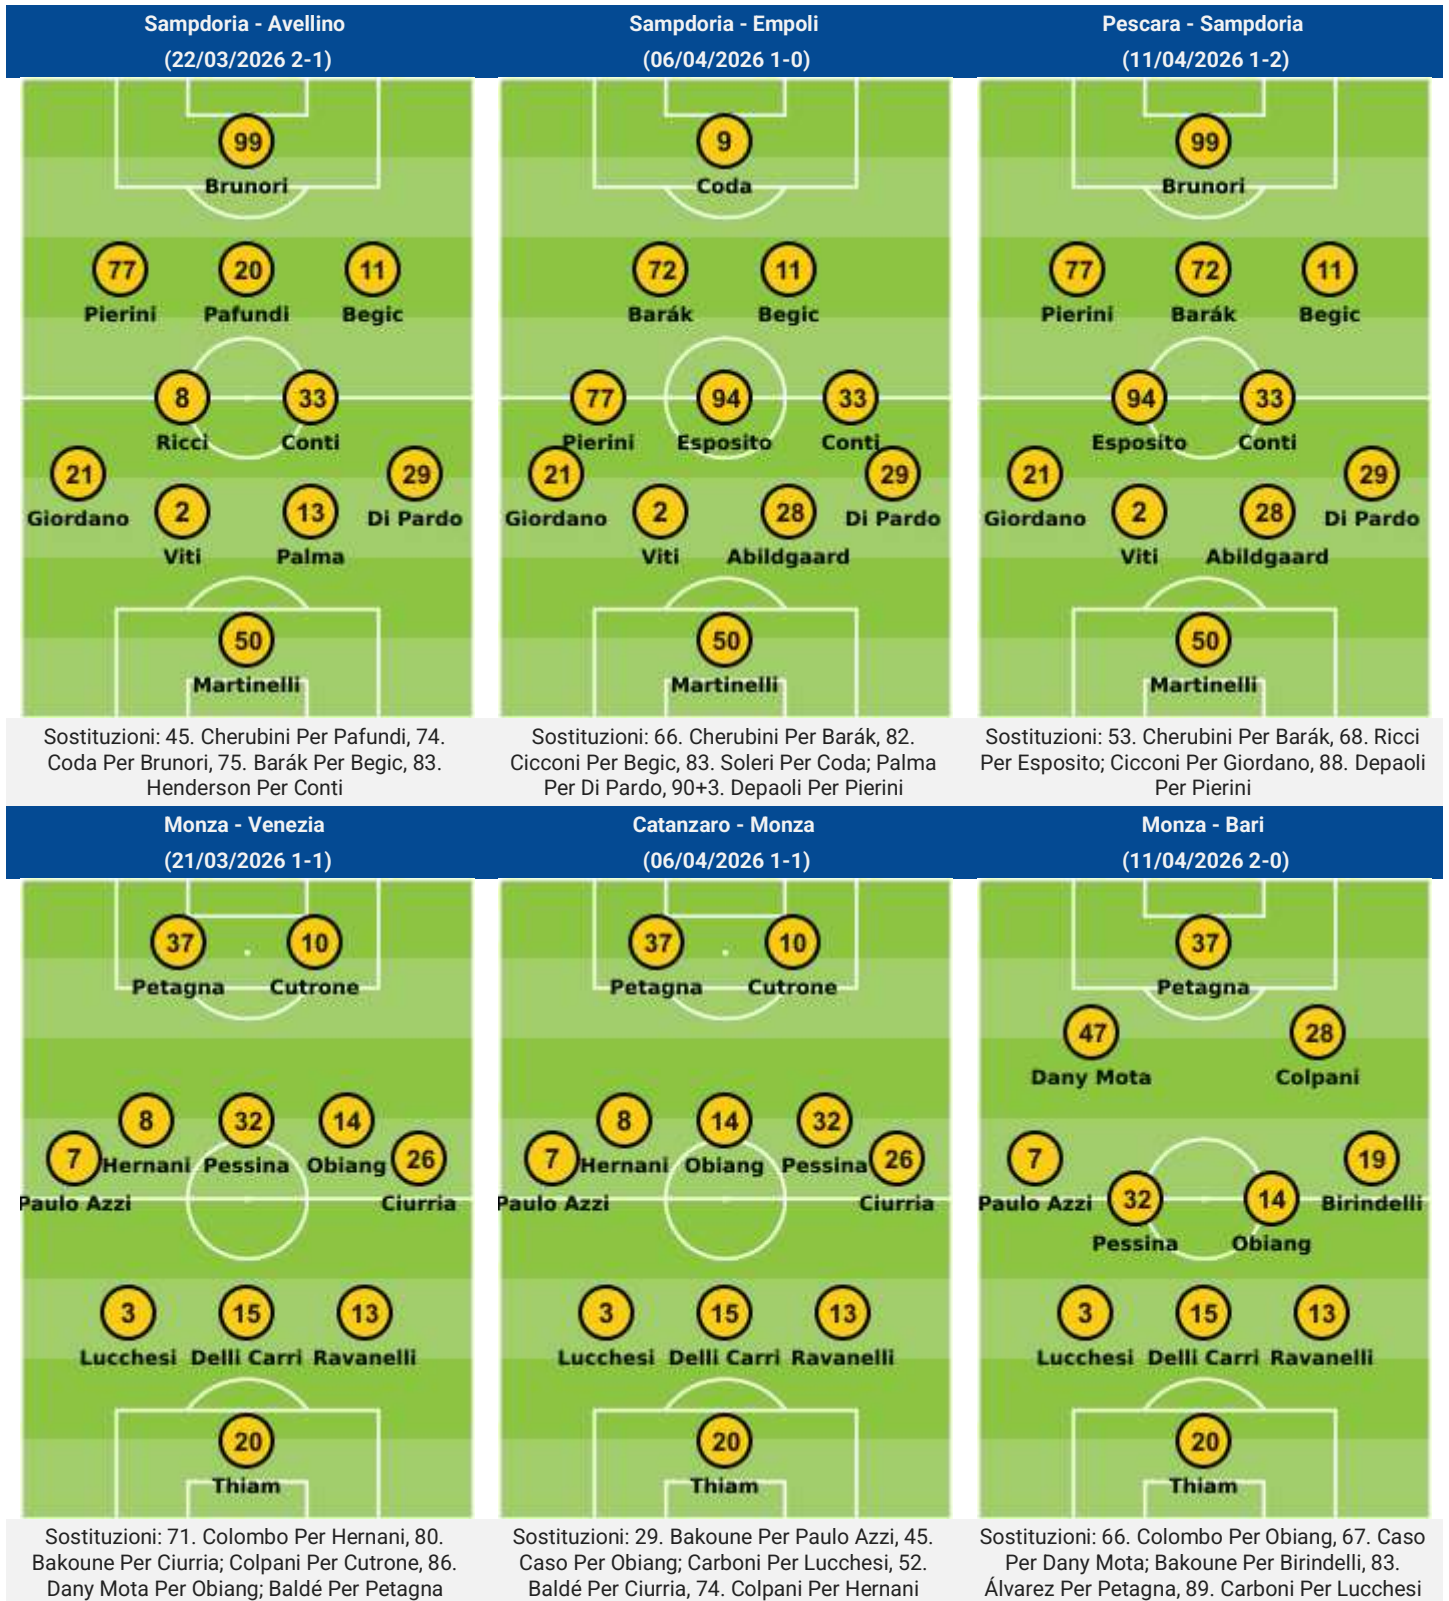 Sampdoria - Avellino
(22/03/2026 2-1)
99
Brunori
77
20
11
Pierini
Pafundi
Begic
8
33
Ricci
Conti
21
29
Giordano
2
13
Di Pardo
Viti
Palma
50
Martinelli
Sostituzioni: 45. Cherubini Per Pafundi, 74.
Coda Per Brunori, 75. Barák Per Begic, 83.
Henderson Per Conti
Sampdoria - Empoli
(06/04/2026 1-0)
9
Coda
72
11
Barák
Begic
77
94
33
Pierini
Esposito
Conti
21
29
Giordano
2
28
Di Pardo
Viti
Abildgaard
50
Martinelli
Sostituzioni: 66. Cherubini Per Barák, 82.
Cicconi Per Begic, 83. Soleri Per Coda; Palma
Per Di Pardo, 90+3. Depaoli Per Pierini
Pescara - Sampdoria
(11/04/2026 1-2)
99
Brunori
77
72
11
Pierini
Barák
Begic
94
33
Esposito
Conti
21
29
Giordano
2
28
Di Pardo
Viti
Abildgaard
50
Martinelli
Sostituzioni: 53. Cherubini Per Barák, 68. Ricci
Per Esposito; Cicconi Per Giordano, 88. Depaoli
Per Pierini
Monza - Venezia
(21/03/2026 1-1)
37
10
Petagna
Cutrone
8
32
14
7
Hernani
Pessina
Obiang
26
Paulo Azzi
Ciurria
3
15
13
Lucchesi
Delli Carri
Ravanelli
20
Thiam
Sostituzioni: 71. Colombo Per Hernani, 80.
Bakoune Per Ciurria; Colpani Per Cutrone, 86.
Dany Mota Per Obiang; Baldé Per Petagna
Catanzaro - Monza
(06/04/2026 1-1)
37
10
Petagna
Cutrone
8
14
32
7
Hernani
Obiang
Pessina
26
Paulo Azzi
Ciurria
3
15
13
Lucchesi
Delli Carri
Ravanelli
20
Thiam
Sostituzioni: 29. Bakoune Per Paulo Azzi, 45.
Caso Per Obiang; Carboni Per Lucchesi, 52.
Baldé Per Ciurria, 74. Colpani Per Hernani
Monza - Bari
(11/04/2026 2-0)
37
Petagna
47
28
Dany Mota
Colpani
7
19
Paulo Azzi
32
14
Birindelli
Pessina
Obiang
3
15
13
Lucchesi
Delli Carri
Ravanelli
20
Thiam
Sostituzioni: 66. Colombo Per Obiang, 67. Caso
Per Dany Mota; Bakoune Per Birindelli, 83.
Álvarez Per Petagna, 89. Carboni Per Lucchesi